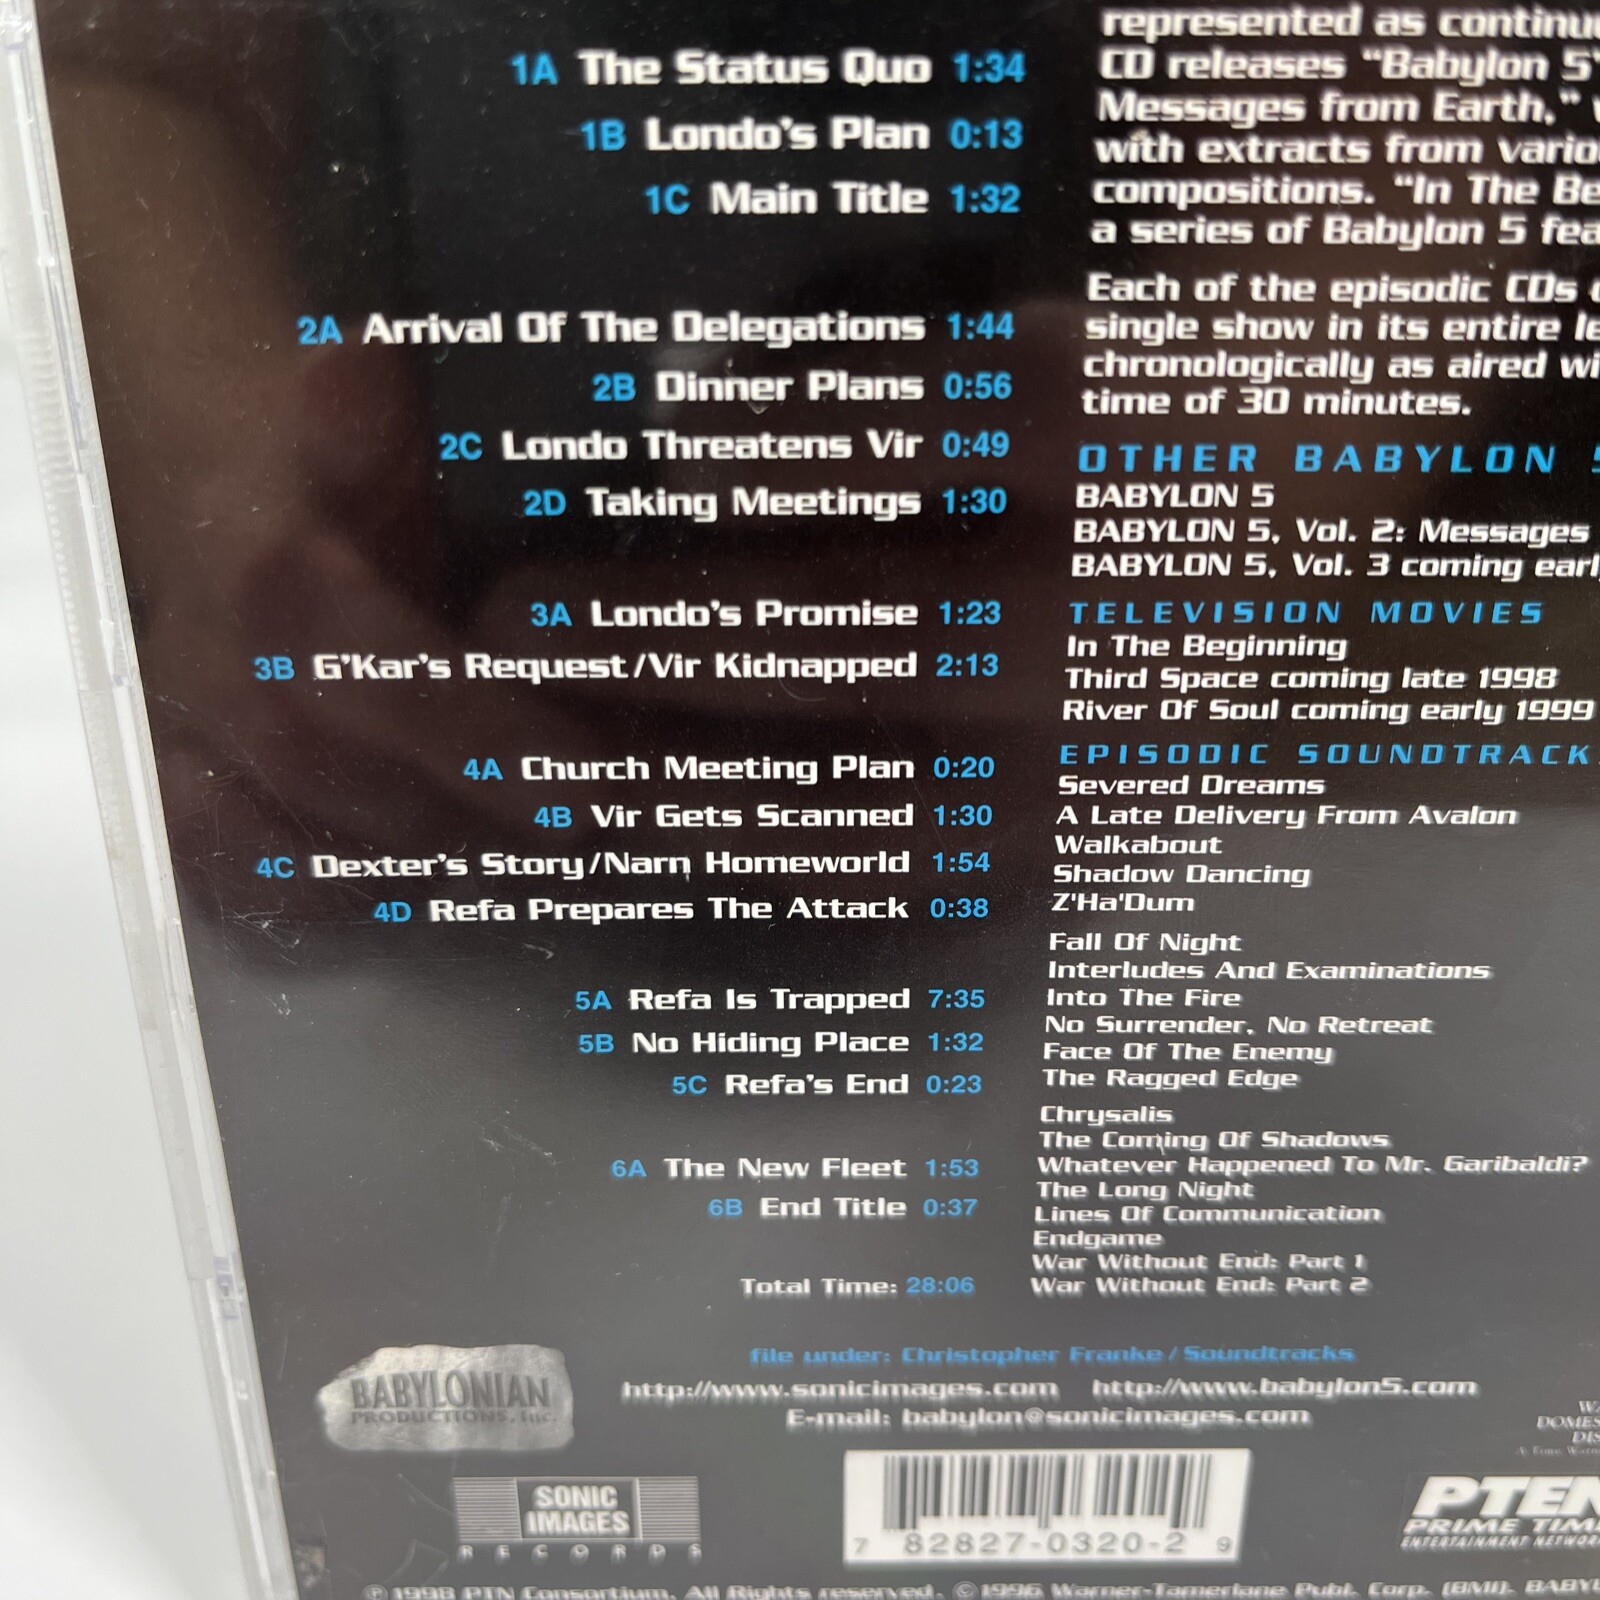 1A The Status Quo 1:34
1B Londo's Plan 0:13
1C Main Title 1:32
2A Arrival Of The Delegations 1:44
2B Dinner Plans 0:56
2C Londo Threatens Vir 0:49
2D Taking Meetings 1:30
3A Londo's Promise 1:23
3B G'Kar's Request/Vir Kidnapped 2:13
4A Church Meeting Plan 0:20
4B Vir Gets Scanned 1:30
4C Dexter's Story/Narn Homeworld 1:54
4D Refa Prepares The Attack 0:38
5A Refa Is Trapped 7:35
5B No Hiding Place 1:32
5C Refa's End 0:23
6A The New Fleet 1:53
6B End Title 0:37
Total Time: 28:06
represented as
CD releases "Babylon 5"
Messages from Earth,"
with extracts from
compositions. "In The
a series of Babylon 5
Each of the episodic CDs
single show in its entire
chronologically as aired
time of 30 minutes.
OTHER BABYLON
BABYLON 5
BABYLON 5, Vol. 2: Messages
BABYLON 5, Vol. 3 coming
TELEVISION MOVIES
In The Beginning
Third Space coming late 1998
River Of Soul coming early 1999
EPISODIC SOUNDTRACK
Severed Dreams
A Late Delivery From Avalon
Walkabout
Shadow Dancing
Z'Ha'Dum
Fall Of Night
Interludes And Examinations
Into The Fire
No Surrender, No Retreat
Face Of The Enemy
The Ragged Edge
Chrysalis
The Coming Of Shadows
Whatever Happened To Mr. Garibaldi?
The Long Night
Lines Of Communication
Endgame
War Without End: Part 1
War Without End: Part 2
file under: Christopher Franke/Soundtracks
http://www.sonicimages.com http://www.babylon5.com
E-mail: babylon@sonicimages.com
BABYLONIAN
PRODUCTIONS, Inc.
SONIC
IMAGES
RECORDS
7 82827-0320-2 9
PTEN
PRIME
ENTERTAINMENT
℗ 1998 PTN Consortium. All Rights reserved. © 1996 Warner-Tamerlane Publ. Corp. (BMI).